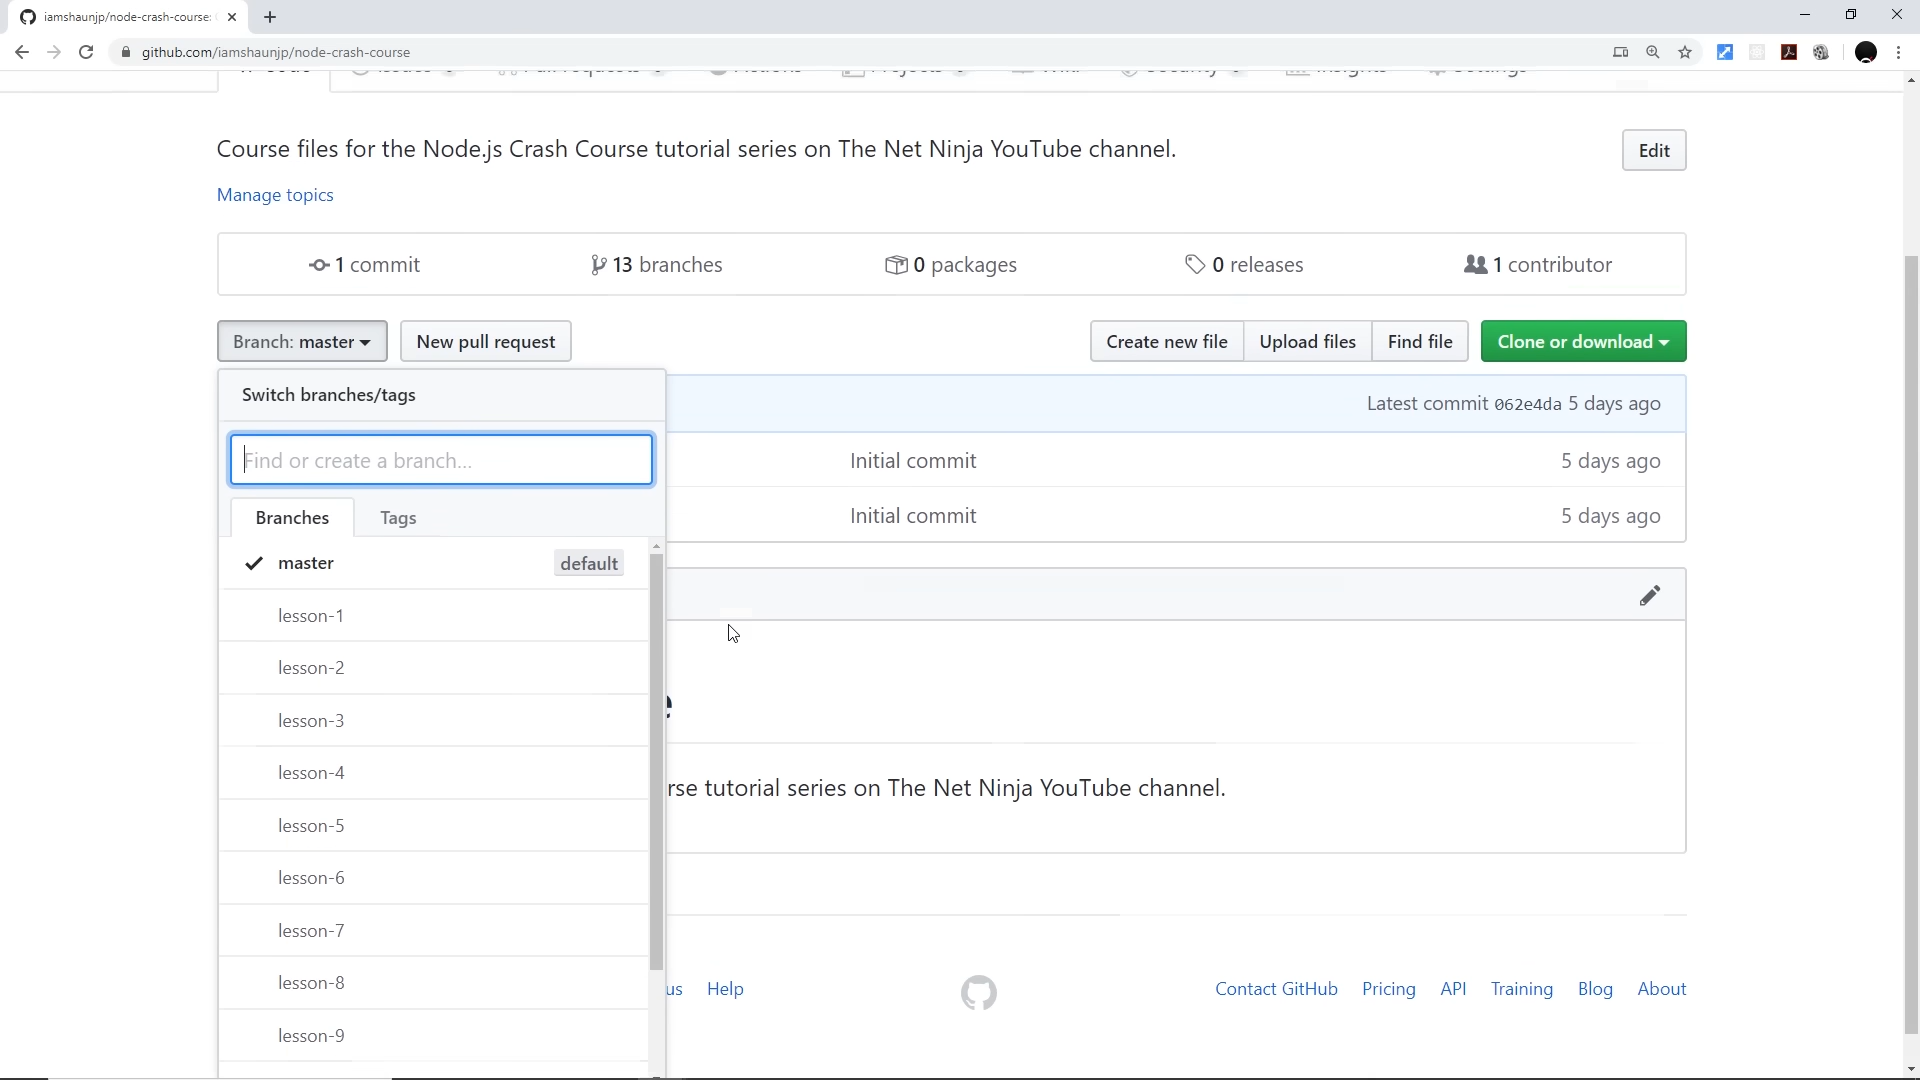 iamshaunjp/node-crash-course:
github.com/iamshaunjp/node-crash-course
Course files for the Node.js Crash Course tutorial series on The Net Ninja YouTube channel.
Edit
Manage topics
1 commit
13 branches
0 packages
0 releases
1 contributor
Branch: master
New pull request
Create new file
Upload files
Find file
Clone or download
Switch branches/tags
Latest commit 062e4da 5 days ago
Find or create a branch...
Initial commit
5 days ago
Branches
Tags
Initial commit
5 days ago
master
default
lesson-1
lesson-2
lesson-3
lesson-4
rse tutorial series on The Net Ninja YouTube channel.
lesson-5
lesson-6
lesson-7
lesson-8
us
Help
Contact GitHub
Pricing
API
Training
Blog
About
lesson-9